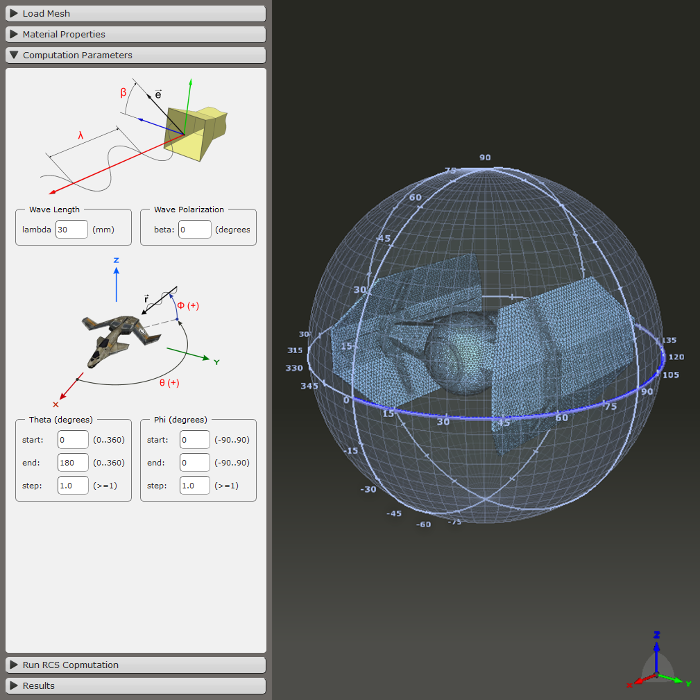 Load Mesh
Material Properties
Computation Parameters
β
e
λ
Wave Length
lambda 30 (mm)
Wave Polarization
beta: 0 (degrees
Z
r
Φ (+)
Y
X
θ (+)
Theta (degrees)
start: 0 (0..360)
end: 180 (0..360)
step: 1.0 (>=1)
Phi (degrees)
start: 0 (-90..90)
end: 0 (-90..90)
step: 1.0 (>=1)
Run RCS Copmutation
Results
90
75
60
45
30
15
0
-15
-30
-45
-60
-75
30
315
330
345
15
30
45
60
75
90
105
120
135
Z
X
Y